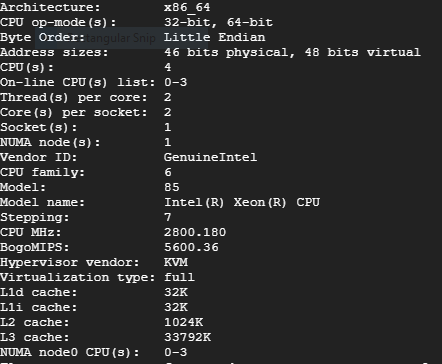 Architecture: x86_64
CPU op-mode(s): 32-bit, 64-bit
Byte Order: Little Endian
Address sizes: 46 bits physical, 48 bits virtual
CPU(s): 4
On-line CPU(s) list: 0-3
Thread(s) per core: 2
Core(s) per socket: 2
Socket(s): 1
NUMA node(s): 1
Vendor ID: GenuineIntel
CPU family: 6
Model: 85
Model name: Intel(R) Xeon(R) CPU
Stepping: 7
CPU MHz: 2800.180
BogoMIPS: 5600.36
Hypervisor vendor: KVM
Virtualization type: full
L1d cache: 32K
L1i cache: 32K
L2 cache: 1024K
L3 cache: 33792K
NUMA node0 CPU(s): 0-3